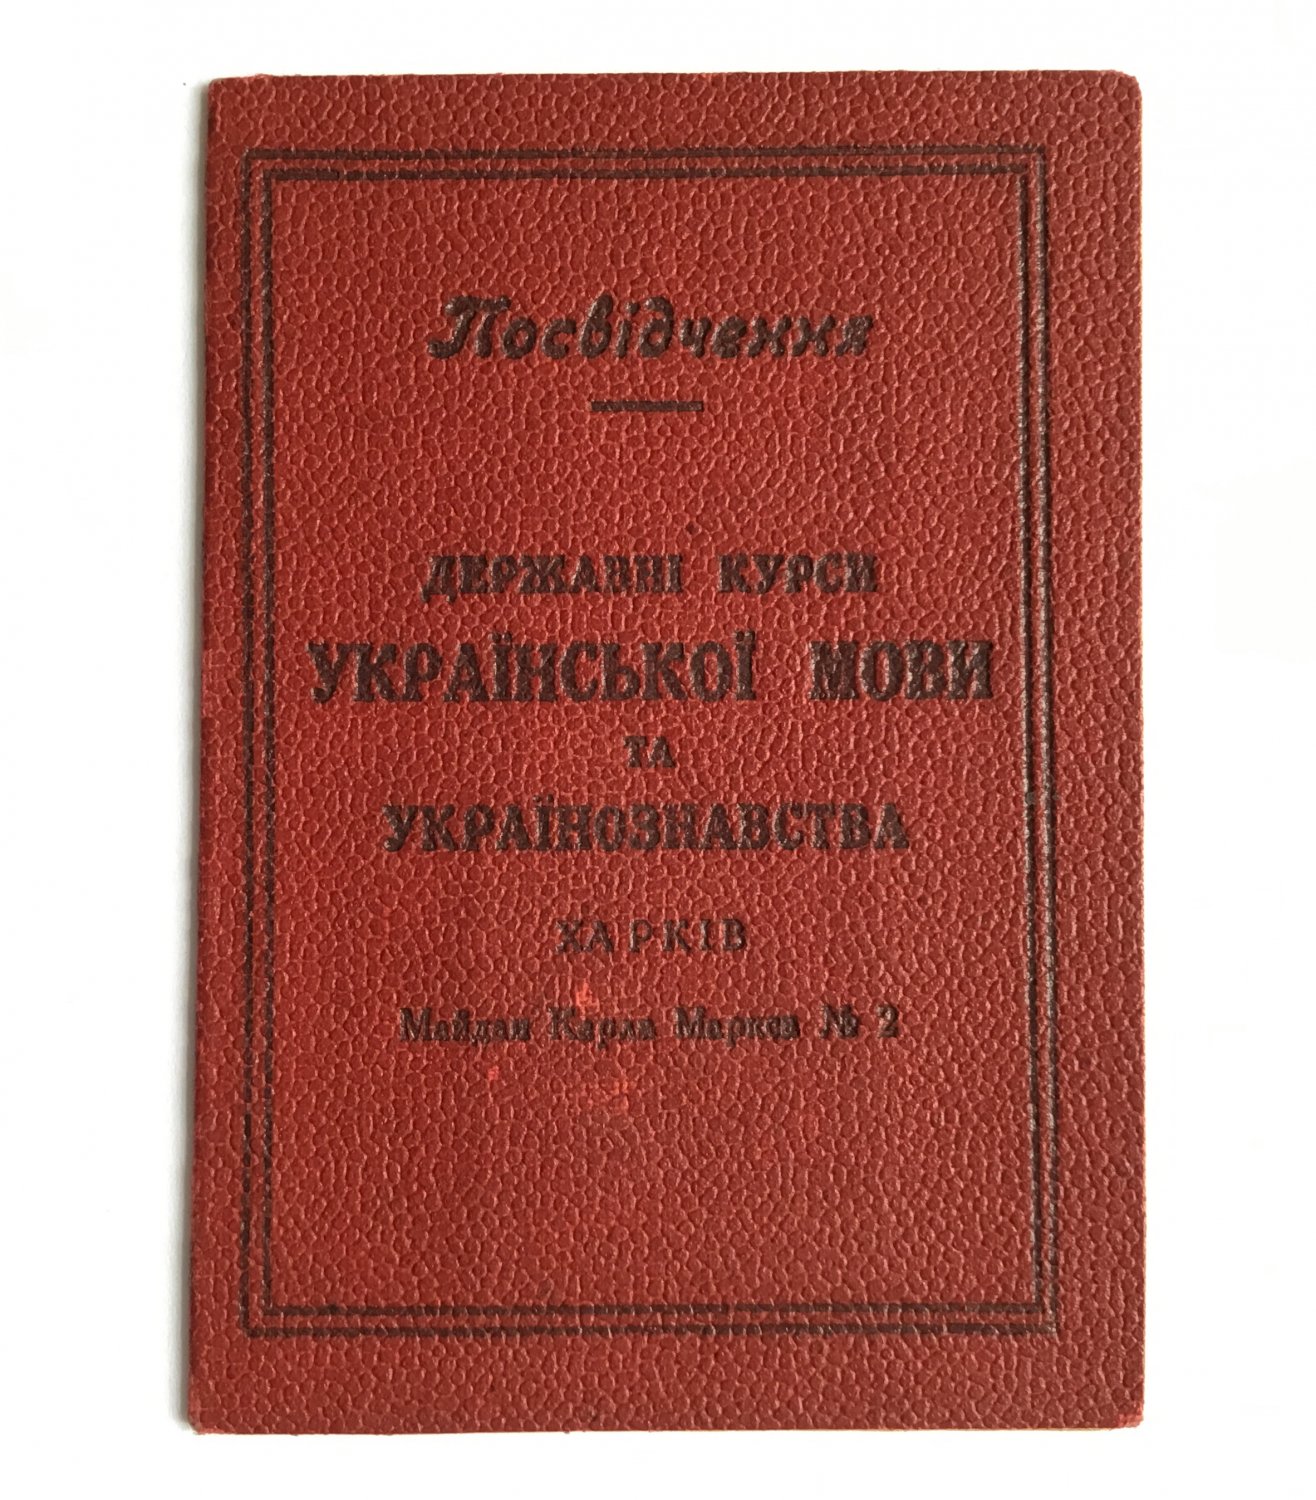 Посвідчення
ДЕРЖАВНІ КУРСИ
УКРАЇНСЬКОЇ МОВИ
ТА
УКРАЇНОЗНАВСТВА
ХАРКІВ
Майдан Карла Маркса № 2